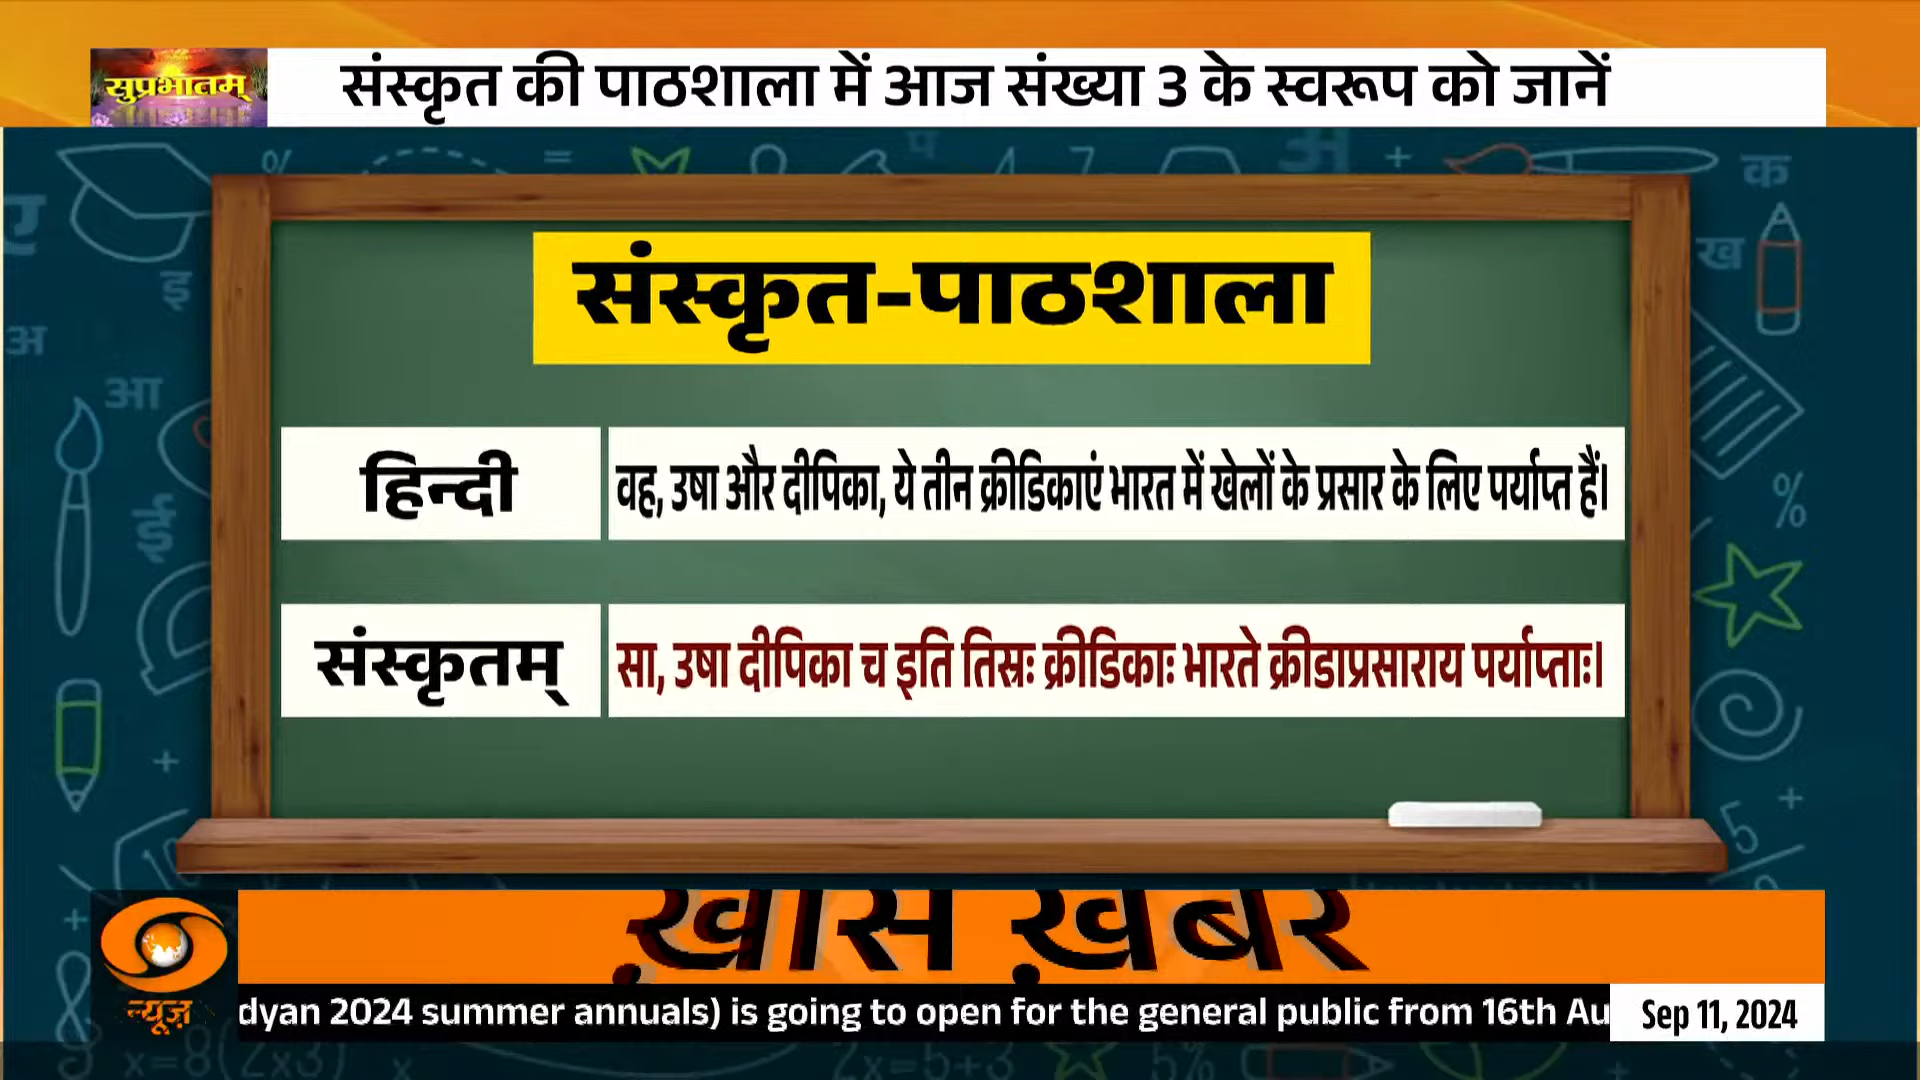 सुप्रभातम्
संस्कृत की पाठशाला में आज संख्या 3 के स्वरूप को जानें
संस्कृत-पाठशाला
हिन्दी
वह, उषा और दीपिका, ये तीन क्रीडिकाएं भारत में खेलों के प्रसार के लिए पर्याप्त हैं।
संस्कृतम्
सा, उषा दीपिका च इति तिस्रः क्रीडिकाः भारते क्रीडाप्रसाराय पर्याप्ताः।
ख़ास ख़बर
न्यूज़
dyan 2024 summer annuals) is going to open for the general public from 16th Au
Sep 11, 2024